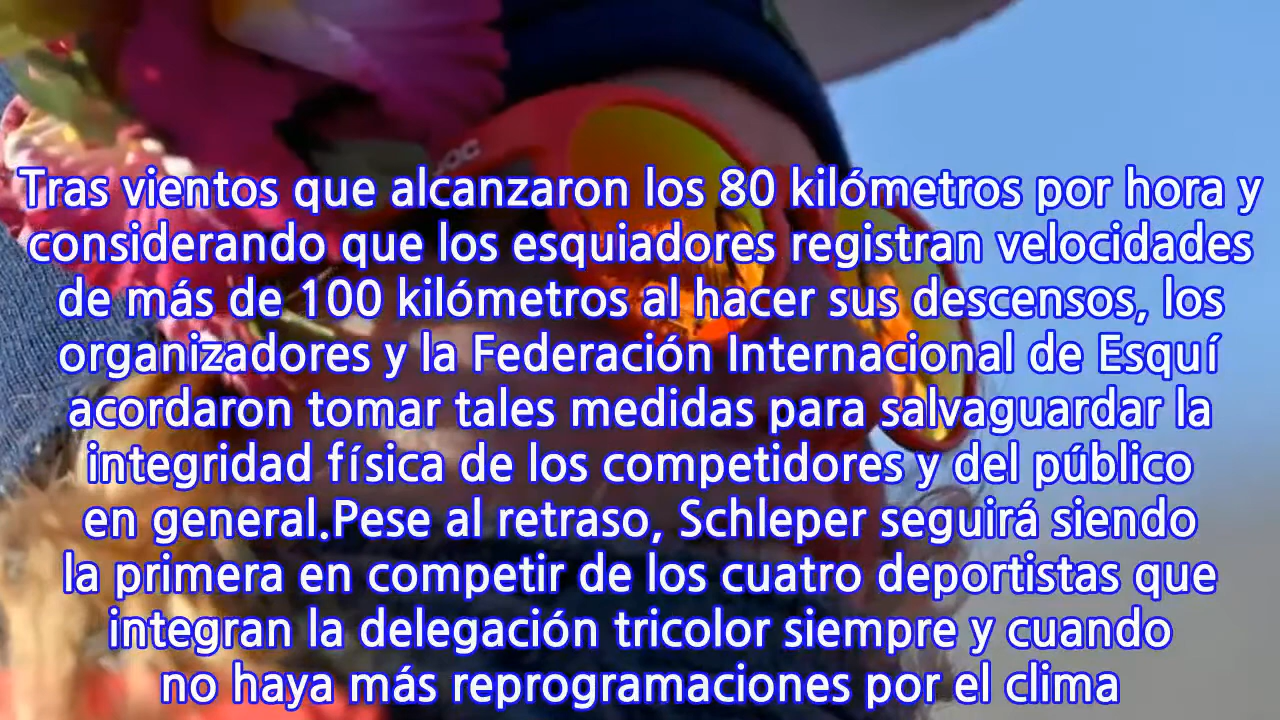 POC
Tras vientos que alcanzaron los 80 kilómetros por hora y
considerando que los esquiadores registran velocidades
de más de 100 kilómetros al hacer sus descensos, los
organizadores y la Federación Internacional de Esquí
acordaron tomar tales medidas para salvaguardar la
integridad física de los competidores y del público
en general.Pese al retraso, Schleper seguirá siendo
la primera en competir de los cuatro deportistas que
integran la delegación tricolor siempre y cuando
no haya más reprogramaciones por el clima